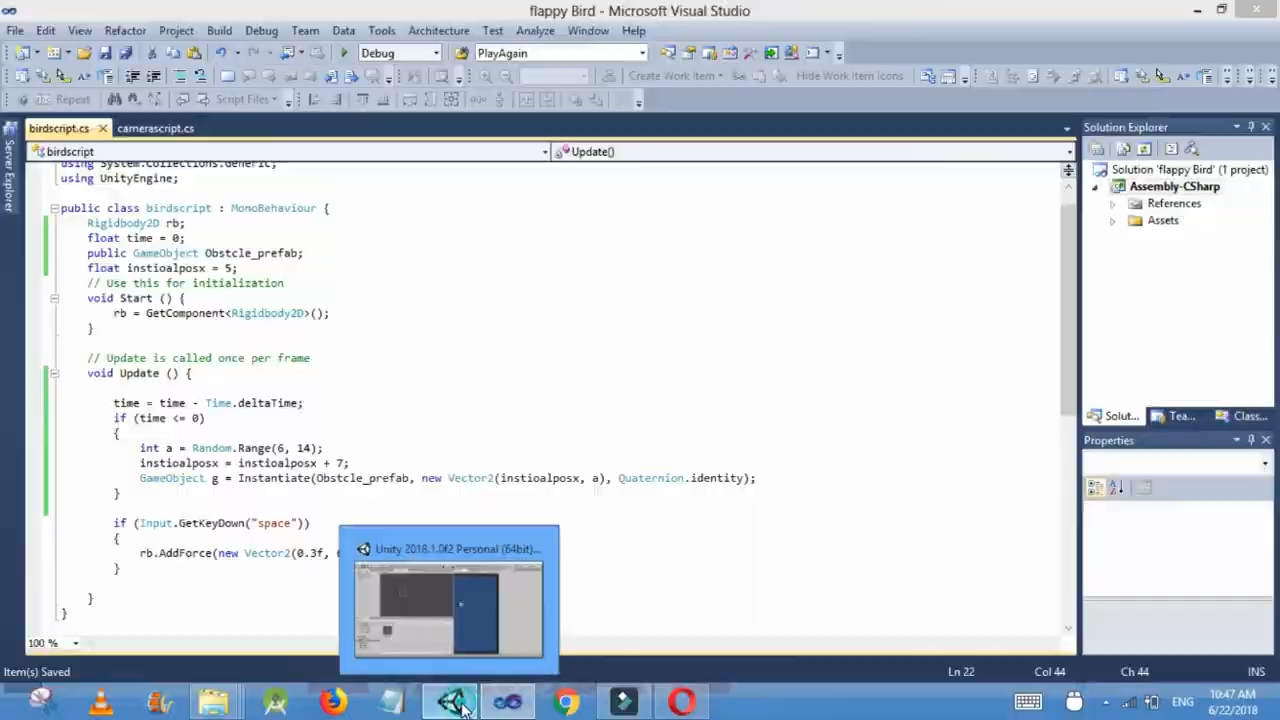 flappy Bird - Microsoft Visual Studio
File Edit View Refactor Project Build Debug Team Data Tools Architecture Test Analyze Window Help
Debug PlayAgain
Create Work Item Hide Work Item Icons
Repeat Script Files
birdscript.cs camerascript.cs
birdscript Update()
Server Explorer
using System.Collections.Generic;
using UnityEngine;
public class birdscript : MonoBehaviour {
Rigidbody2D rb;
float time = 0;
public GameObject Obstcle_prefab;
float instioalposx = 5;
// Use this for initialization
void Start () {
rb = GetComponent<Rigidbody2D>();
}
// Update is called once per frame
void Update () {
time = time - Time.deltaTime;
if (time <= 0)
{
int a = Random.Range(6, 14);
instioalposx = instioalposx + 7;
GameObject g = Instantiate(Obstcle_prefab, new Vector2(instioalposx, a), Quaternion.identity);
}
if (Input.GetKeyDown("space"))
{
rb.AddForce(new Vector2(0.3f,
}
}
}
100 %
Unity 2018.1.0f2 Personal (64bit)...
Solution Explorer
Solution 'flappy Bird' (1 project)
Assembly-CSharp
References
Assets
Solut... Tea... Class...
Properties
Item(s) Saved Ln 22 Col 44 Ch 44 INS
ENG
10:47 AM
6/22/2018